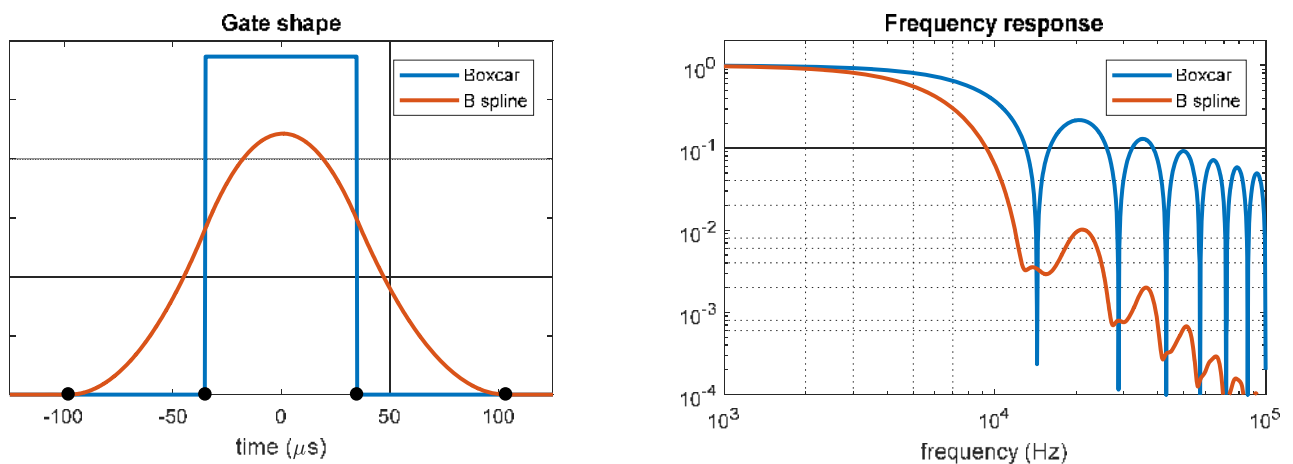 Gate shape
Boxcar
B spline
-100
-50
0
50
100
time (μs)
Frequency response
10^0
10^-1
10^-2
10^-3
10^-4
Boxcar
B spline
10^3
10^4
10^5
frequency (Hz)